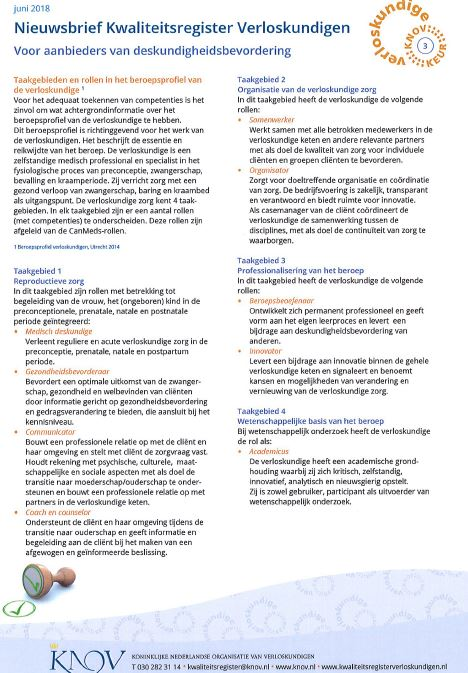 juni 2018
Nieuwsbrief Kwaliteitsregister Verloskundigen
Voor aanbieders van deskundigheidsbevordering
verloskundige
KNOV
KEUR
3
Taakgebieden en rollen in het beroepsprofiel van
de verloskundige 1
Voor het adequaat toekennen van competenties is het
zinvol om wat achtergrondinformatie over het
beroepsprofiel van de verloskundige te hebben.
Dit beroepsprofiel is richtinggevend voor het werk van
de verloskundigen. Het beschrijft de essentie en
reikwijdte van het beroep. De verloskundige is een
zelfstandige medisch professional en specialist in het
fysiologische proces van preconceptie, zwangerschap,
bevalling en kraamperiode. Zij verricht zorg met een
gezond verloop van zwangerschap, baring en kraambed
als uitgangspunt. De verloskundige zorg kent 4 taak-
gebieden. In elk taakgebied zijn er een aantal rollen
(met competenties) te onderscheiden. Deze rollen zijn
afgeleid van de CanMeds-rollen.
1 Beroepsprofiel verloskundigen, Utrecht 2014
Taakgebied 1
Reproductieve zorg
In dit taakgebied zijn rollen met betrekking tot
begeleiding van de vrouw, het (ongeboren) kind in de
preconceptionele, prenatale, natale en postnatale
periode geïntegreerd:
• Medisch deskundige
Verleent reguliere en acute verloskundige zorg in de
preconceptie, prenatale, natale en postpartum
periode.
• Gezondheidsbevorderaar
Bevordert een optimale uitkomst van de zwanger-
schap, gezondheid en welbevinden van cliënten
door informatie gericht op gezondheidsbevordering
en gedragsverandering te bieden, die aansluit bij het
kennisniveau.
• Communicator
Bouwt een professionele relatie op met de cliënt en
haar omgeving en stelt met cliënt de zorgvraag vast.
Houdt rekening met psychische, culturele, maat-
schappelijke en sociale aspecten met als doel de
transitie naar moederschap/ouderschap te onder-
steunen en bouwt een professionele relatie op met
partners in de verloskundige keten.
• Coach en counselor
Ondersteunt de cliënt en haar omgeving tijdens de
transitie naar ouderschap en geeft informatie en
begeleiding aan de cliënt bij het maken van een
afgewogen en geïnformeerde beslissing.
Taakgebied 2
Organisatie van de verloskundige zorg
In dit taakgebied heeft de verloskundige de volgende
rollen:
• Samenwerker
Werkt samen met alle betrokken medewerkers in de
verloskundige keten en andere relevante partners
met als doel de kwaliteit van zorg voor individuele
cliënten en groepen cliënten te bevorderen.
• Organisator
Zorgt voor doeltreffende organisatie en coördinatie
van zorg. De bedrijfsvoering is zakelijk, transparant
en verantwoord en biedt ruimte voor innovatie.
Als casemanager van de cliënt coördineert de
verloskundige de samenwerking tussen de
disciplines, met als doel de continuïteit van zorg te
waarborgen.
Taakgebied 3
Professionalisering van het beroep
In dit taakgebied heeft de verloskundige de volgende
rollen:
• Beroepsbeoefenaar
Ontwikkelt zich permanent professioneel en geeft
vorm aan het eigen leerproces en levert een
bijdrage aan deskundigheidsbevordering van
anderen.
• Innovator
Levert een bijdrage aan innovatie binnen de gehele
verloskundige keten en signaleert en benoemt
kansen en mogelijkheden van verandering en
vernieuwing van de verloskundige zorg.
Taakgebied 4
Wetenschappelijke basis van het beroep
Bij wetenschappelijk onderzoek heeft de verloskundige
de rol als:
• Academicus
De verloskundige heeft een academische grond-
houding waarbij zij zich kritisch, zelfstandig,
innovatief, analytisch en nieuwsgierig opstelt.
Zij is zowel gebruiker, participant als uitvoerder van
wetenschappelijk onderzoek.
KNOV
KONINKLIJKE NEDERLANDSE ORGANISATIE VAN VERLOSKUNDIGEN
T 030 282 31 14 • kwaliteitsregister@knov.nl • www.knov.nl • www.kwaliteitsregisterverloskundigen.nl